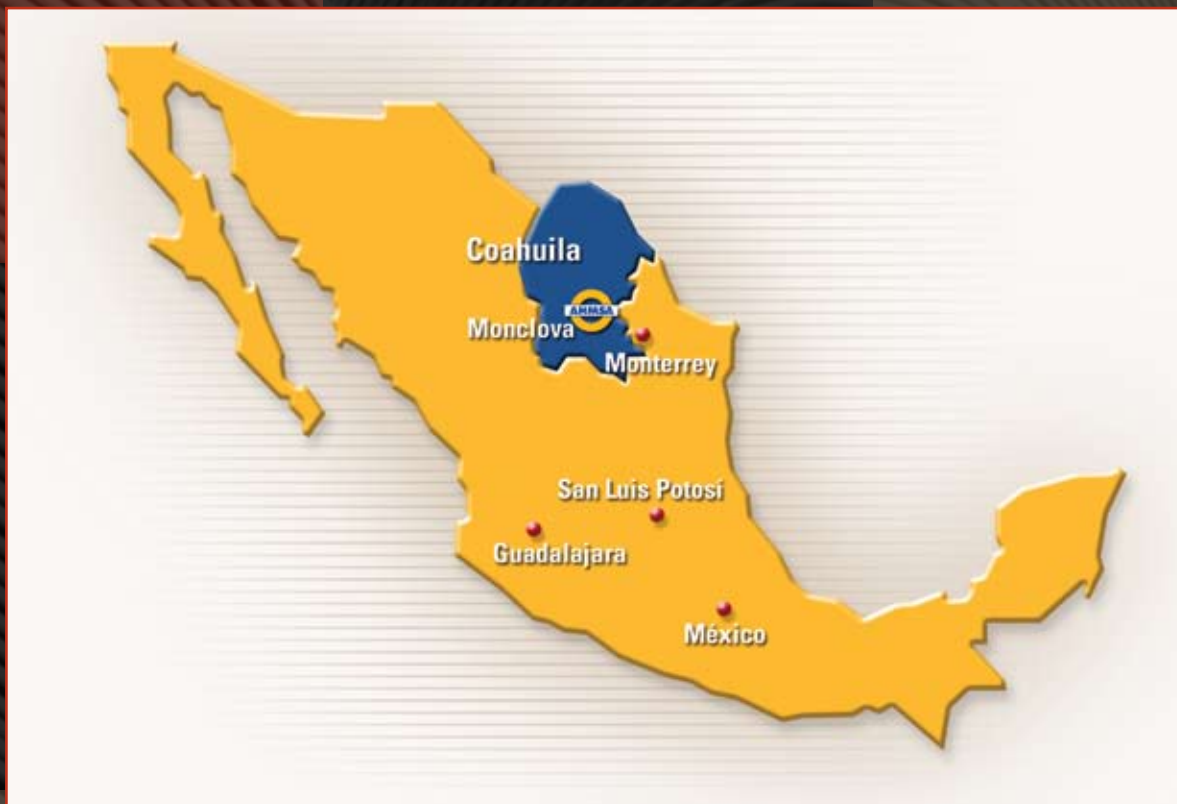 Coahuila
AHMSA
Monclova
Monterrey
San Luis Potosí
Guadalajara
México